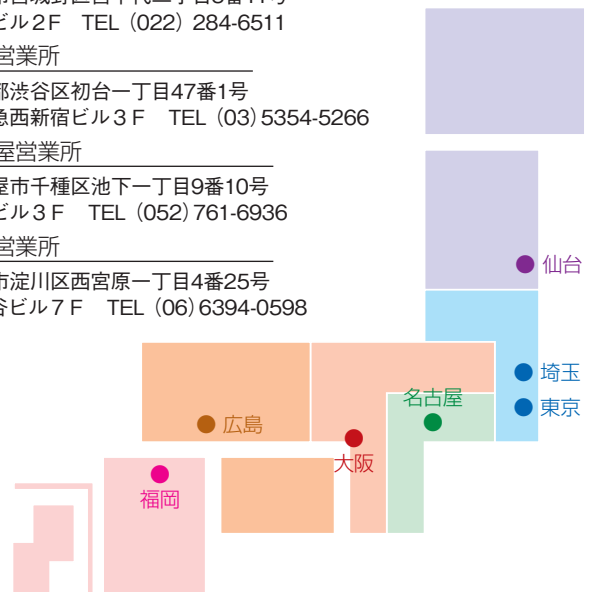 ビル2F　TEL（022）284-6511
営業所
都渋谷区初台一丁目47番1号
急西新宿ビル3F　TEL（03）5354-5266
屋営業所
屋市千種区池下一丁目9番10号
ビル3F　TEL（052）761-6936
営業所
市淀川区西宮原一丁目4番25号
谷ビル7F　TEL（06）6394-0598
仙台
埼玉
東京
名古屋
広島
大阪
福岡